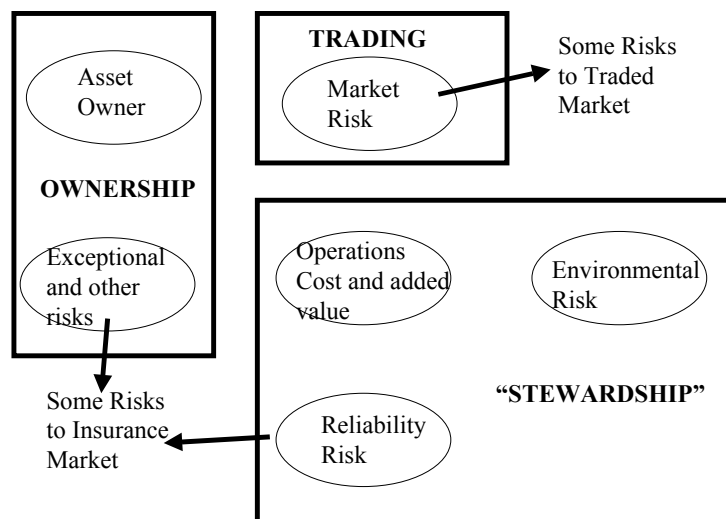 Asset
Owner
OWNERSHIP
Exceptional
and other
risks
Some Risks
to Insurance
Market
TRADING
Market
Risk
Some Risks
to Traded
Market
Operations
Cost and added
value
Environmental
Risk
“STEWARDSHIP”
Reliability
Risk